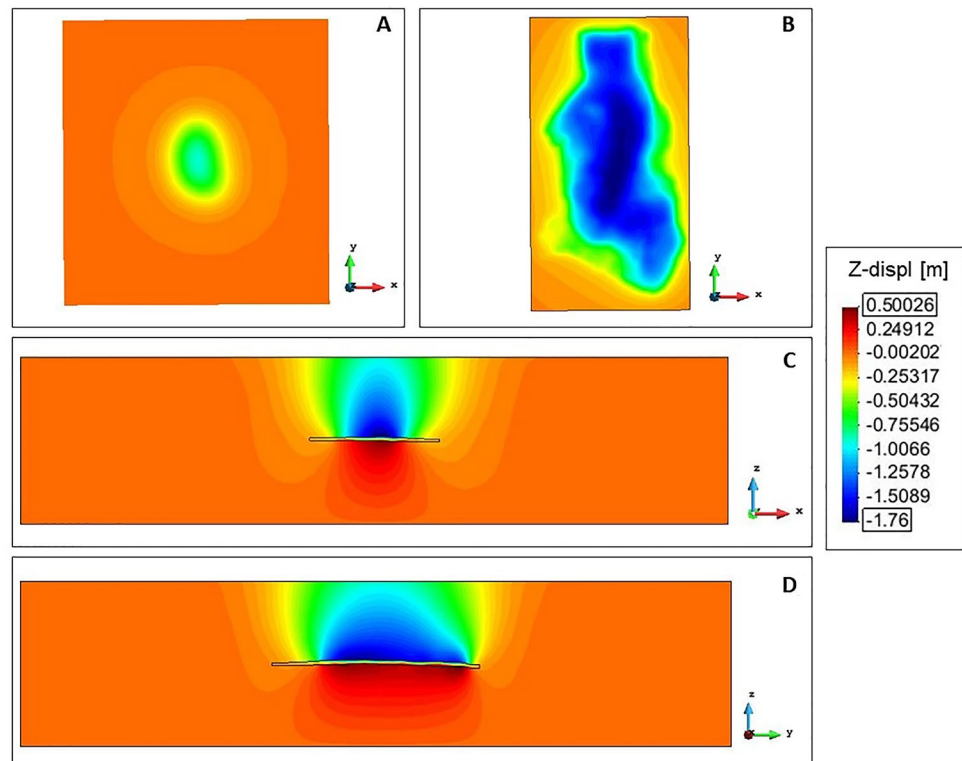 A
B
y
x
y
x
C
z
x
D
z
y
Z-displ [m]
0.50026
0.24912
-0.00202
-0.25317
-0.50432
-0.75546
-1.0066
-1.2578
-1.5089
-1.76